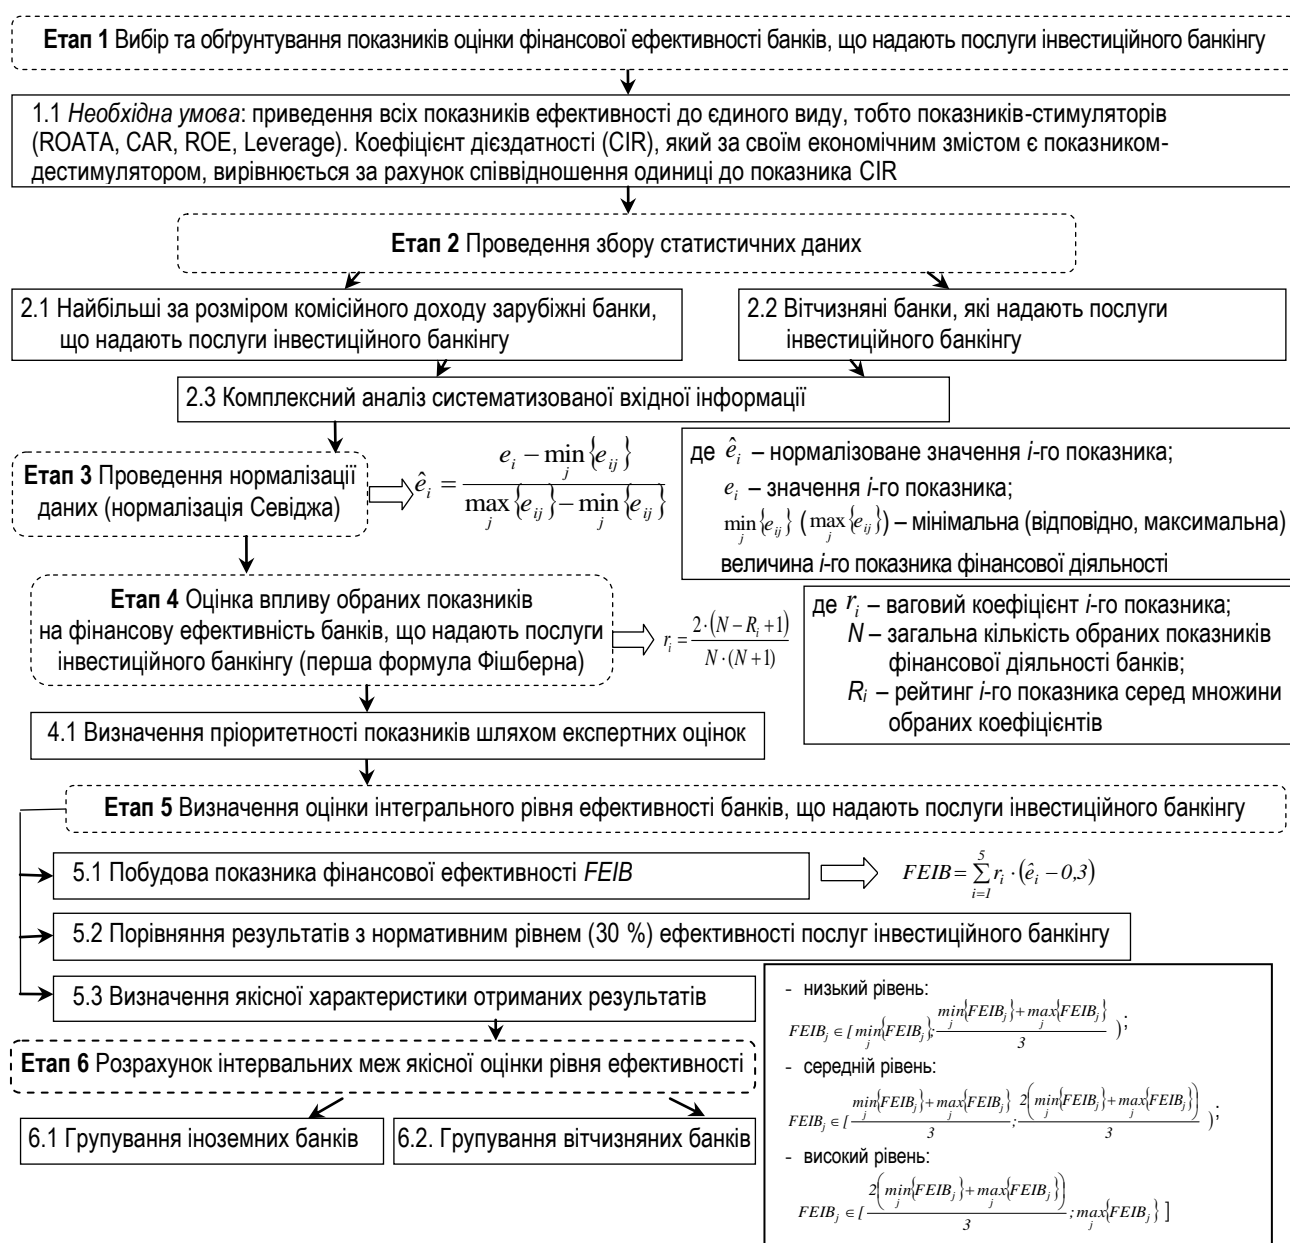 Етап 1 Вибір та обґрунтування показників оцінки фінансової ефективності банків, що надають послуги інвестиційного банкінгу
1.1 Необхідна умова: приведення всіх показників ефективності до єдиного виду, тобто показників-стимуляторів
(ROATA, CAR, ROE, Leverage). Коефіцієнт дієздатності (CIR), який за своїм економічним змістом є показником-
дестимулятором, вирівнюється за рахунок співвідношення одиниці до показника CIR
Етап 2 Проведення збору статистичних даних
2.1 Найбільші за розміром комісійного доходу зарубіжні банки,
що надають послуги інвестиційного банкінгу
2.2 Вітчизняні банки, які надають послуги
інвестиційного банкінгу
2.3 Комплексний аналіз систематизованої вхідної інформації
Етап 3 Проведення нормалізації
даних (нормалізація Севіджа)
ê_i = (e_i − min_j{e_ij}) / (max_j{e_ij} − min_j{e_ij})
де ê_i – нормалізоване значення i-го показника;
e_i – значення i-го показника;
min_j{e_ij} (max_j{e_ij}) – мінімальна (відповідно, максимальна)
величина i-го показника фінансової діяльності
Етап 4 Оцінка впливу обраних показників
на фінансову ефективність банків, що надають послуги
інвестиційного банкінгу (перша формула Фішберна)
r_i = 2·(N − R_i + 1) / N·(N + 1)
де r_i – ваговий коефіцієнт i-го показника;
N – загальна кількість обраних показників
фінансової діяльності банків;
R_i – рейтинг i-го показника серед множини
обраних коефіцієнтів
4.1 Визначення пріоритетності показників шляхом експертних оцінок
Етап 5 Визначення оцінки інтегрального рівня ефективності банків, що надають послуги інвестиційного банкінгу
5.1 Побудова показника фінансової ефективності FEIB
FEIB = ∑_{i=1}^{5} r_i · (ê_i − 0,3)
5.2 Порівняння результатів з нормативним рівнем (30 %) ефективності послуг інвестиційного банкінгу
5.3 Визначення якісної характеристики отриманих результатів
Етап 6 Розрахунок інтервальних меж якісної оцінки рівня ефективності
6.1 Групування іноземних банків
6.2. Групування вітчизняних банків
- низький рівень:
FEIB_j ∈ [ min_j{FEIB_j}; (min_j{FEIB_j} + max_j{FEIB_j}) / 3 );
- середній рівень:
FEIB_j ∈ [ (min_j{FEIB_j} + max_j{FEIB_j}) / 3 ; 2(min_j{FEIB_j} + max_j{FEIB_j}) / 3 );
- високий рівень:
FEIB_j ∈ [ 2(min_j{FEIB_j} + max_j{FEIB_j}) / 3 ; max_j{FEIB_j} ]